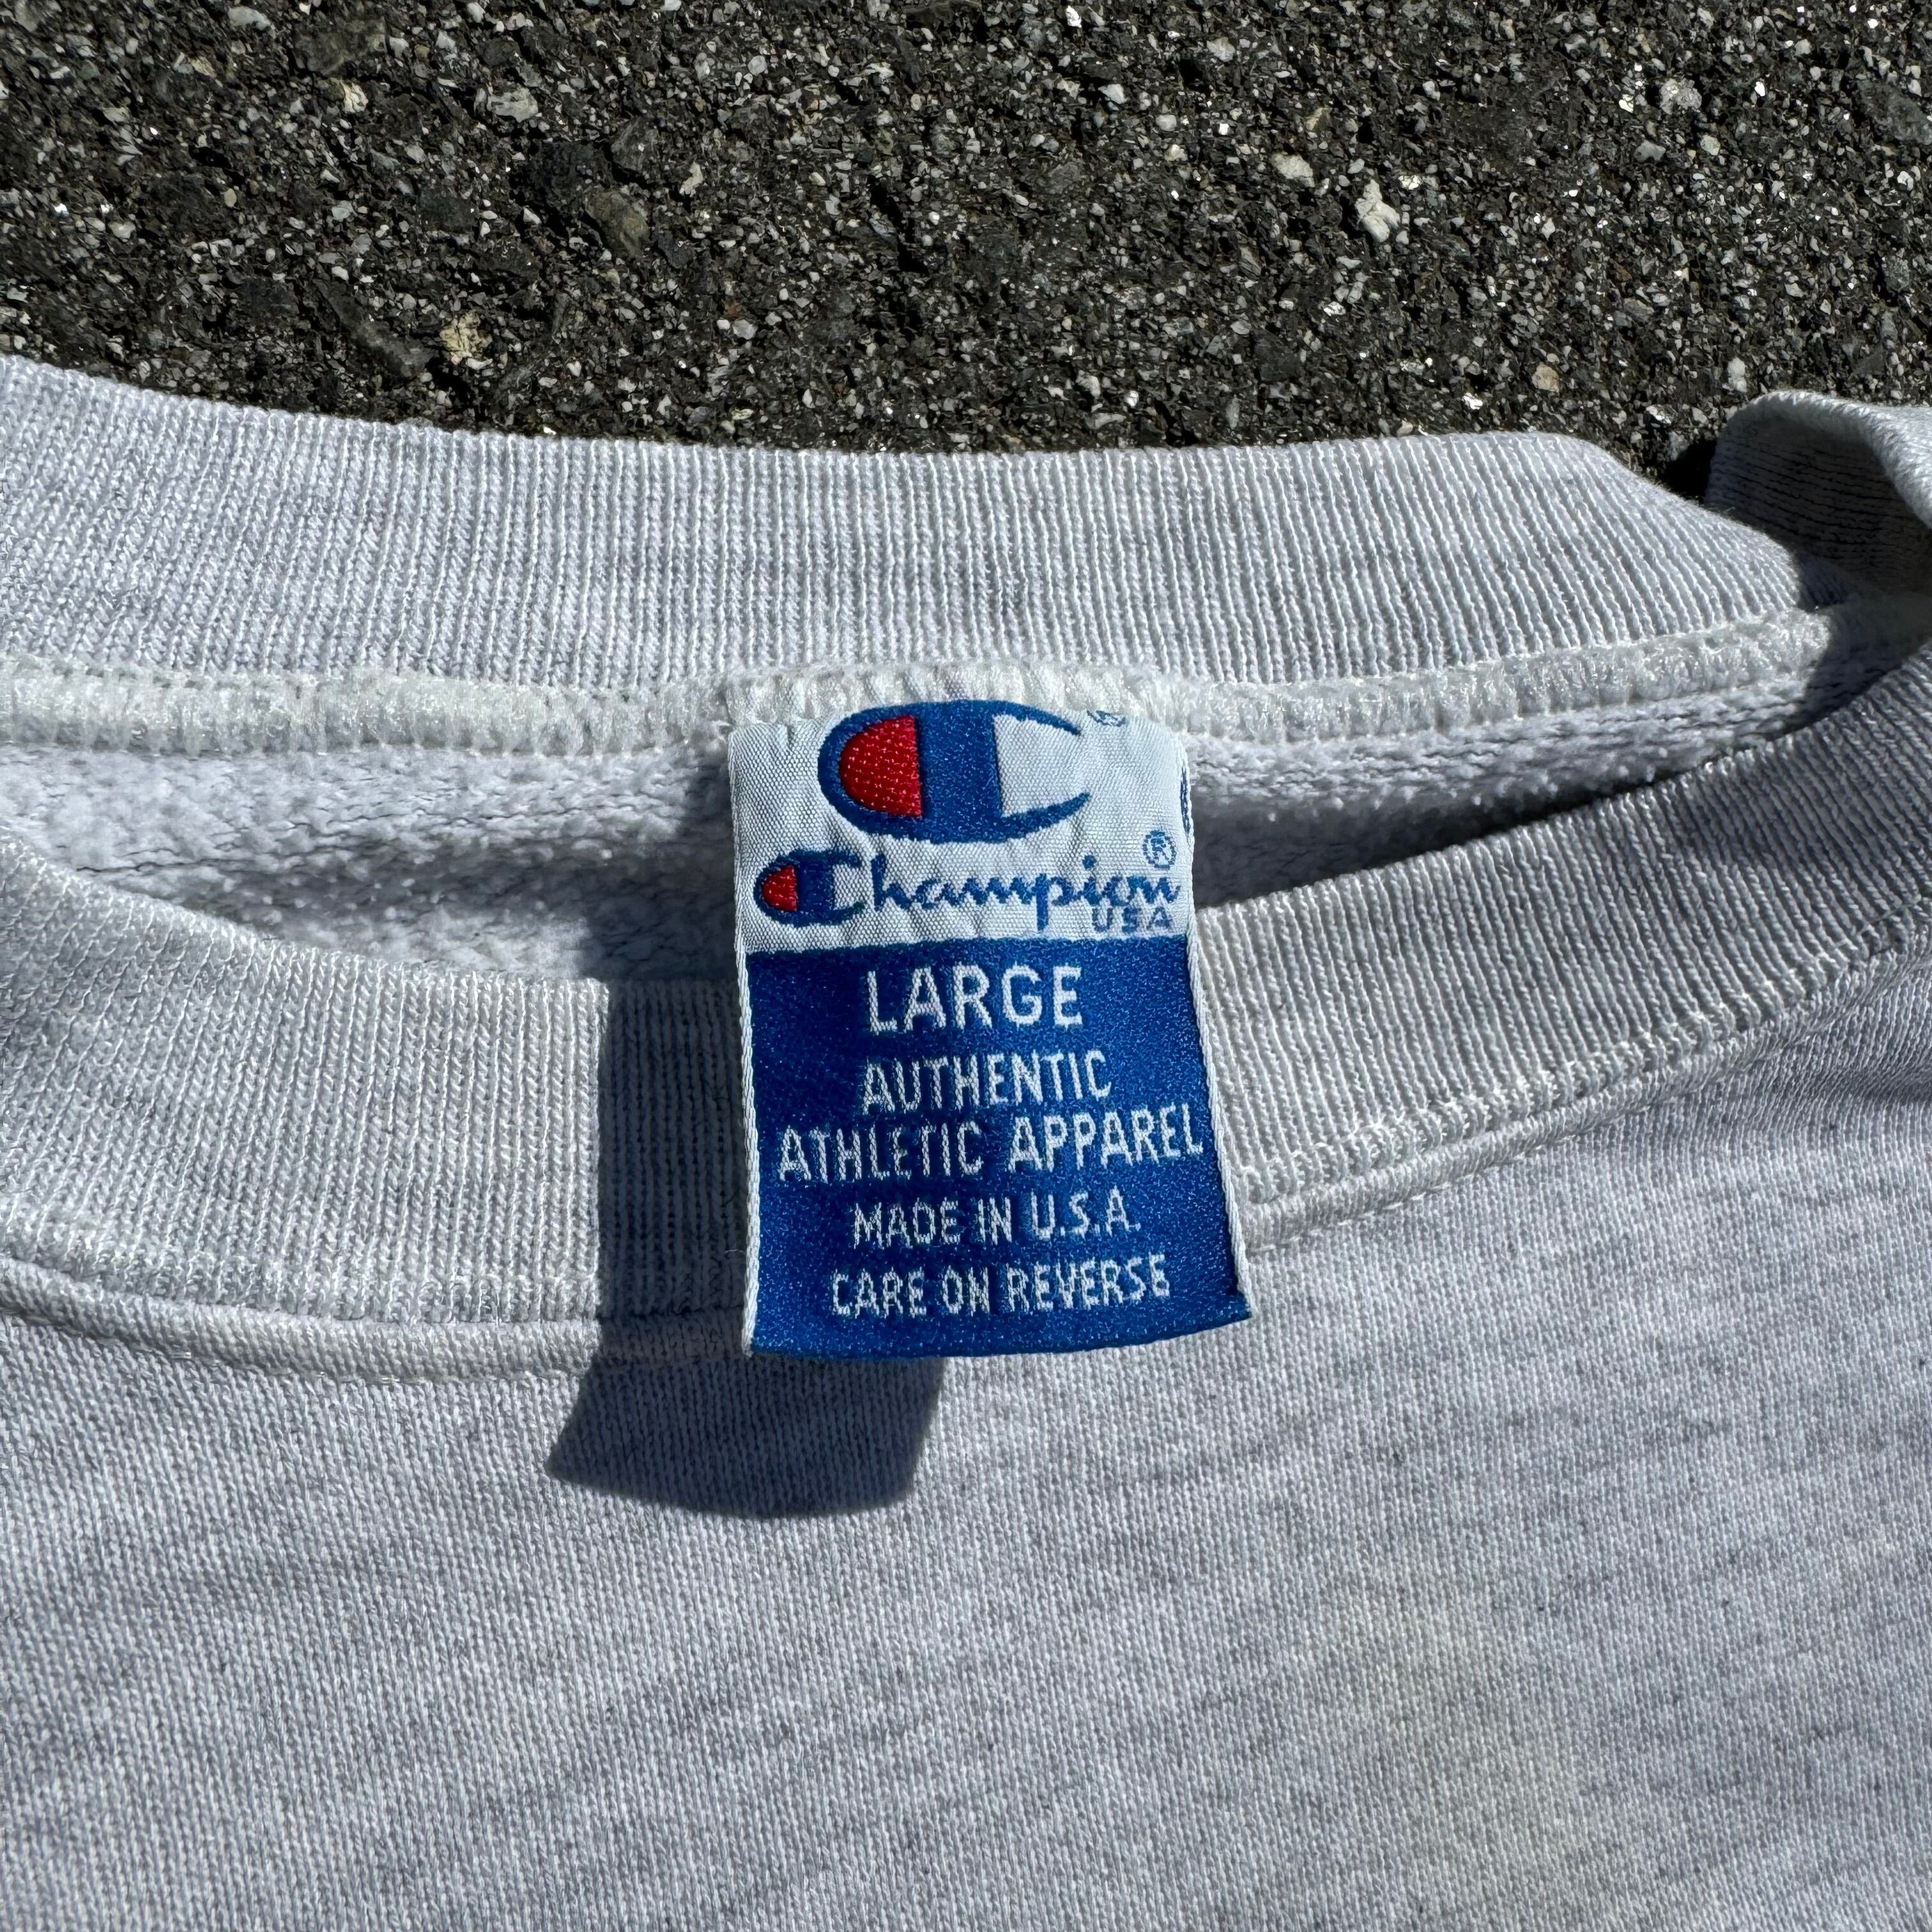 ®
Champion®
USA
LARGE
AUTHENTIC
ATHLETIC APPAREL
MADE IN U.S.A.
CARE ON REVERSE